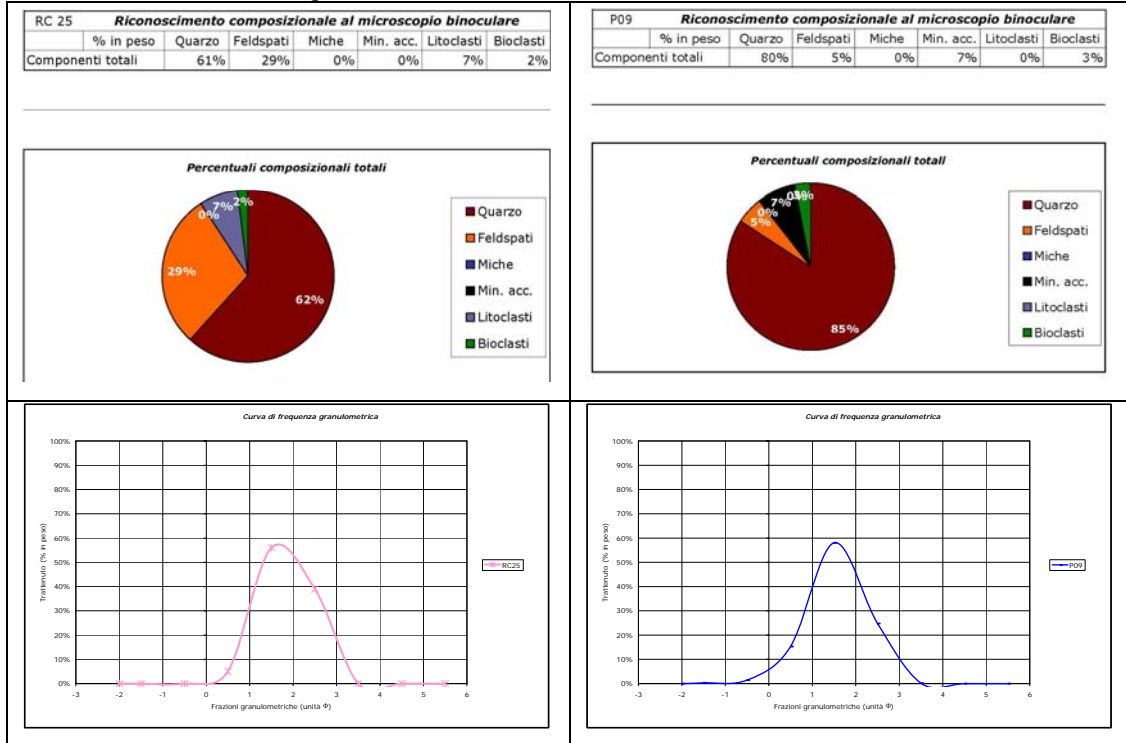 RC 25 Riconoscimento composizionale al microscopio binoculare
% in peso Quarzo Feldspati Miche Min. acc. Litoclasti Bioclasti
Componenti totali 61% 29% 0% 0% 7% 2%
Percentuali composizionali totali
0% 7% 2%
29%
62%
Quarzo
Feldspati
Miche
Min. acc.
Litoclasti
Bioclasti
P09 Riconoscimento composizionale al microscopio binoculare
% in peso Quarzo Feldspati Miche Min. acc. Litoclasti Bioclasti
Componenti totali 80% 5% 0% 7% 0% 3%
Percentuali composizionali totali
7%
0%
5%
85%
Quarzo
Feldspati
Miche
Min. acc.
Litoclasti
Bioclasti
Curva di frequenza granulometrica
100%
90%
80%
70%
60%
50%
40%
30%
20%
10%
0%
Trattenuto (% in peso)
-3 -2 -1 0 1 2 3 4 5 6
Frazioni granulometriche (unità Φ)
RC25
Curva di frequenza granulometrica
100%
90%
80%
70%
60%
50%
40%
30%
20%
10%
0%
Trattenuto (% in peso)
-3 -2 -1 0 1 2 3 4 5 6
Frazioni granulometriche (unità Φ)
P09